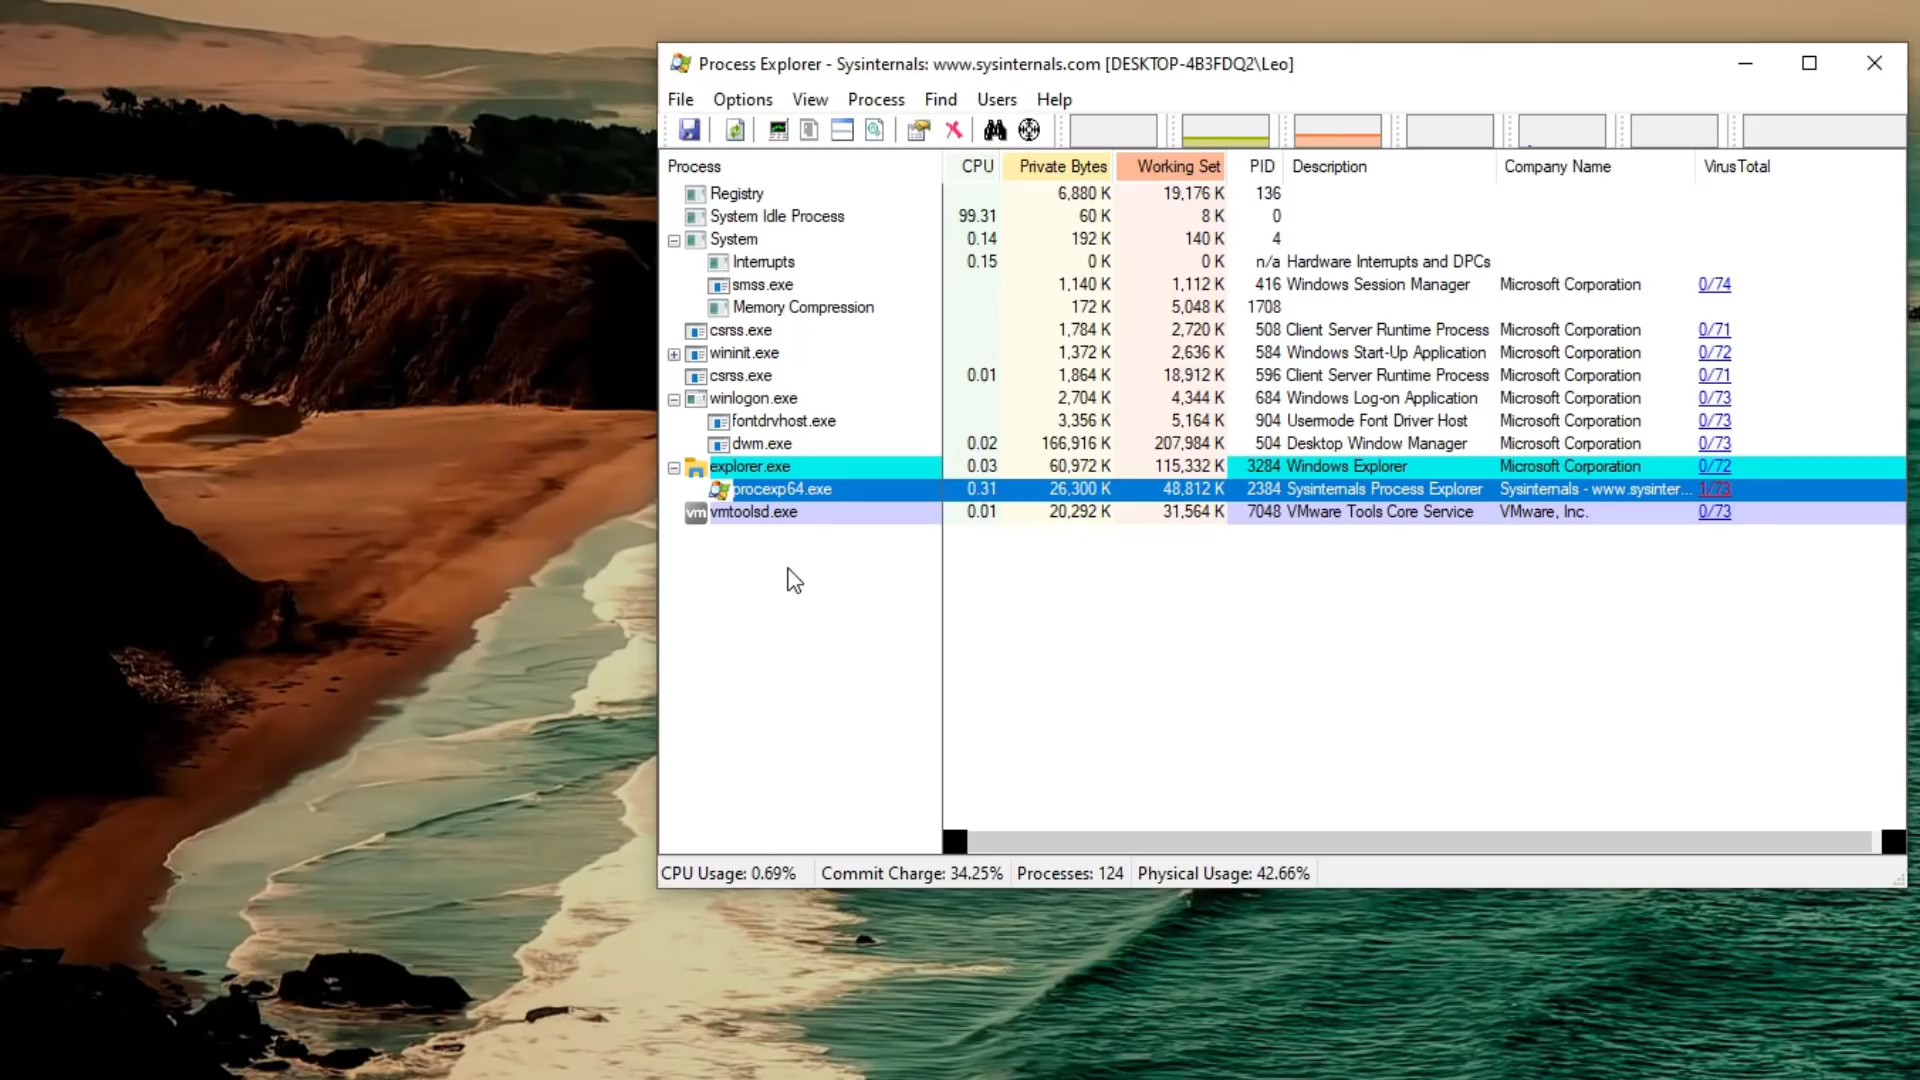 Process Explorer - Sysinternals: www.sysinternals.com [DESKTOP-4B3FDQ2\Leo]
File Options View Process Find Users Help
Process CPU Private Bytes Working Set PID Description Company Name VirusTotal
Registry 6,880 K 19,176 K 136
System Idle Process 99.31 60 K 8 K 0
System 0.14 192 K 140 K 4
Interrupts 0.15 0 K 0 K n/a Hardware Interrupts and DPCs
smss.exe 1,140 K 1,112 K 416 Windows Session Manager Microsoft Corporation 0/74
Memory Compression 172 K 5,048 K 1708
csrss.exe 1,784 K 2,720 K 508 Client Server Runtime Process Microsoft Corporation 0/71
wininit.exe 1,372 K 2,636 K 584 Windows Start-Up Application Microsoft Corporation 0/72
csrss.exe 0.01 1,864 K 18,912 K 596 Client Server Runtime Process Microsoft Corporation 0/71
winlogon.exe 2,704 K 4,344 K 684 Windows Log-on Application Microsoft Corporation 0/73
fontdrvhost.exe 3,356 K 5,164 K 904 Usermode Font Driver Host Microsoft Corporation 0/73
dwm.exe 0.02 166,916 K 207,984 K 504 Desktop Window Manager Microsoft Corporation 0/73
explorer.exe 0.03 60,972 K 115,332 K 3284 Windows Explorer Microsoft Corporation 0/72
procexp64.exe 0.31 26,300 K 48,812 K 2384 Sysinternals Process Explorer Sysinternals - www.sysinter... 1/73
vm vmtoolsd.exe 0.01 20,292 K 31,564 K 7048 VMware Tools Core Service VMware, Inc. 0/73
CPU Usage: 0.69% Commit Charge: 34.25% Processes: 124 Physical Usage: 42.66%